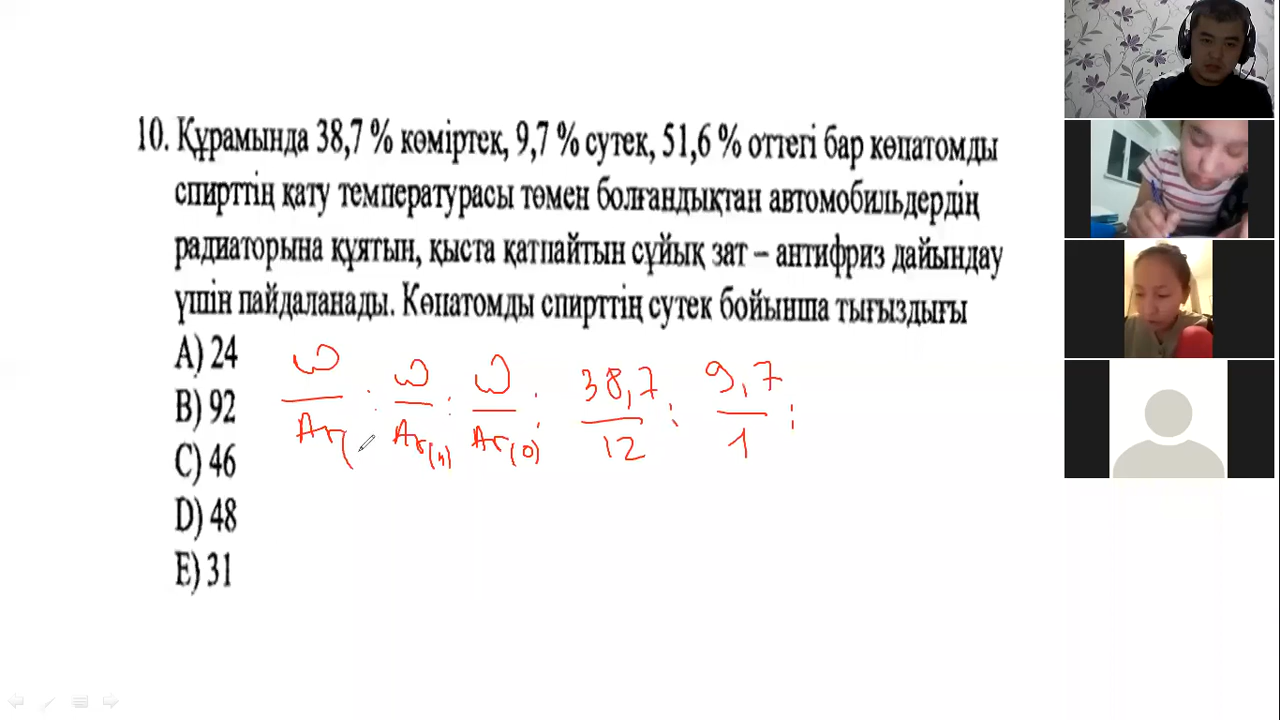 10. Құрамында 38,7 % көміртек, 9,7 % сутек, 51,6 % оттегі бар көпатомды
спирттің қату температурасы төмен болғандықтан автомобильдердің
радиаторына құятын, қыста қатпайтын сұйық зат – антифриз дайындау
үшін пайдаланады. Көпатомды спирттің сутек бойынша тығыздығы
A) 24
B) 92
C) 46
D) 48
E) 31
ω/Ar( : ω/Ar(н) : ω/Ar(о) : 38,7/12 : 9,7/1 :